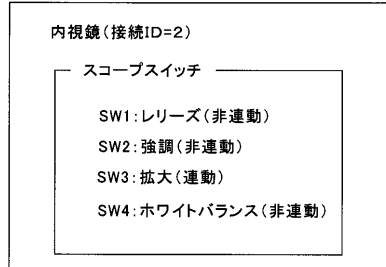 内視鏡(接続ID=2)
スコープスイッチ
SW1:レリーズ(非連動)
SW2:強調(非連動)
SW3:拡大(連動)
SW4:ホワイトバランス(非連動)